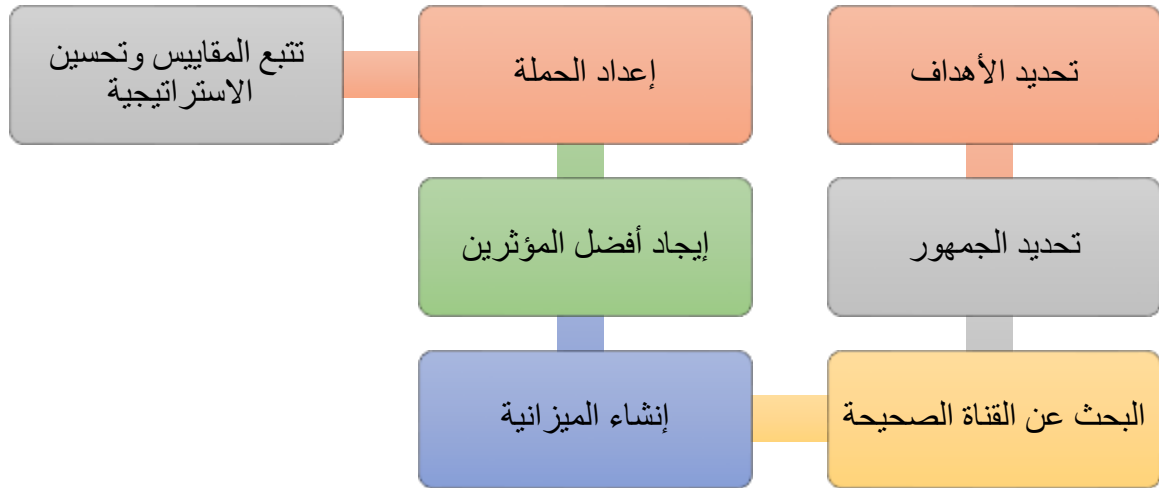 تحديد الأهداف
تحديد الجمهور
البحث عن القناة الصحيحة
إنشاء الميزانية
إيجاد أفضل المؤثرين
إعداد الحملة
تتبع المقاييس وتحسين
الاستراتيجية